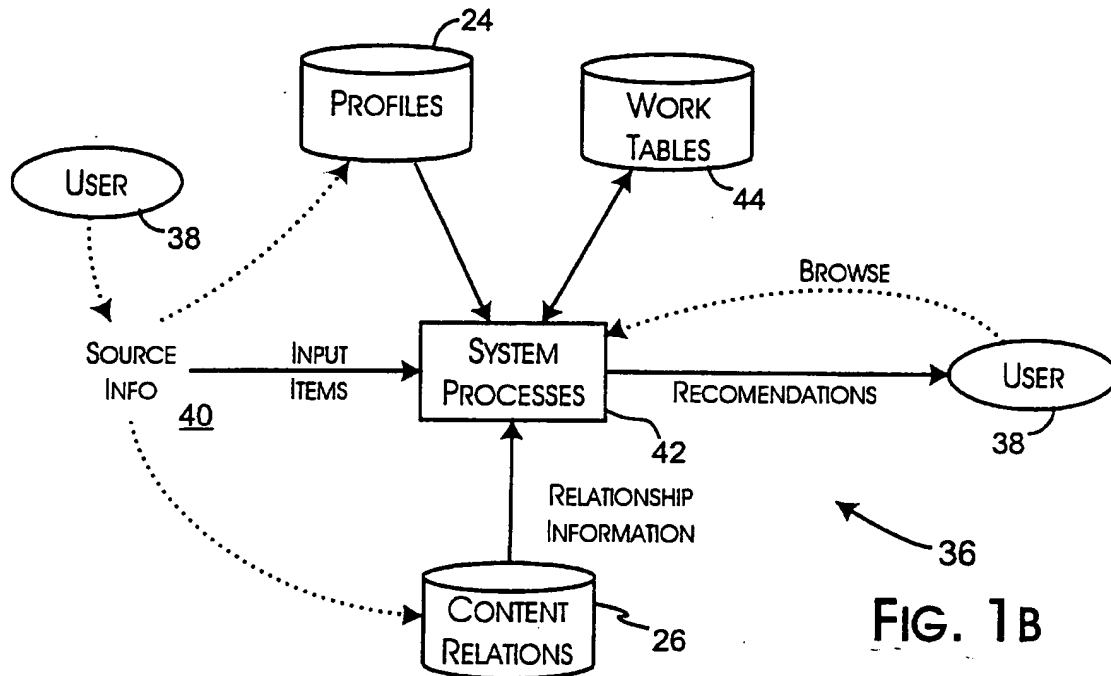 24
PROFILES
WORK
TABLES
44
USER
38
BROWSE
SOURCE
INFO
40
INPUT
ITEMS
SYSTEM
PROCESSES
42
RECOMENDATIONS
USER
38
RELATIONSHIP
INFORMATION
36
CONTENT
RELATIONS
26
FIG. 1B